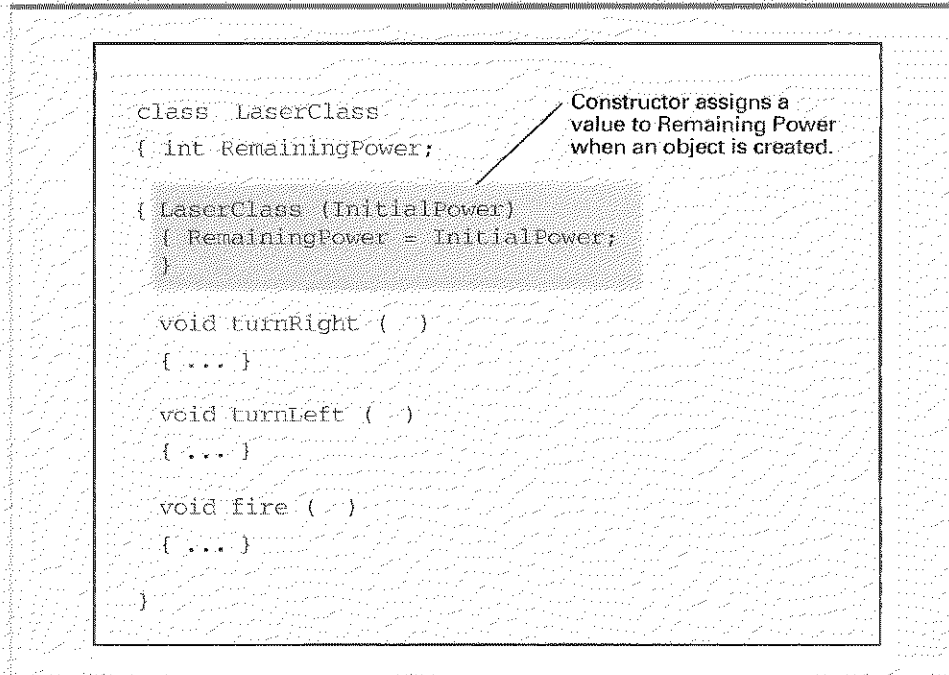 class LaserClass
{ int RemainingPower;
Constructor assigns a
value to Remaining Power
when an object is created.
{ LaserClass (InitialPower)
{ RemainingPower = InitialPower;
}
void turnRight ( )
{ ... }
void turnLeft ( )
{ ... }
void fire ( )
{ ... }
}